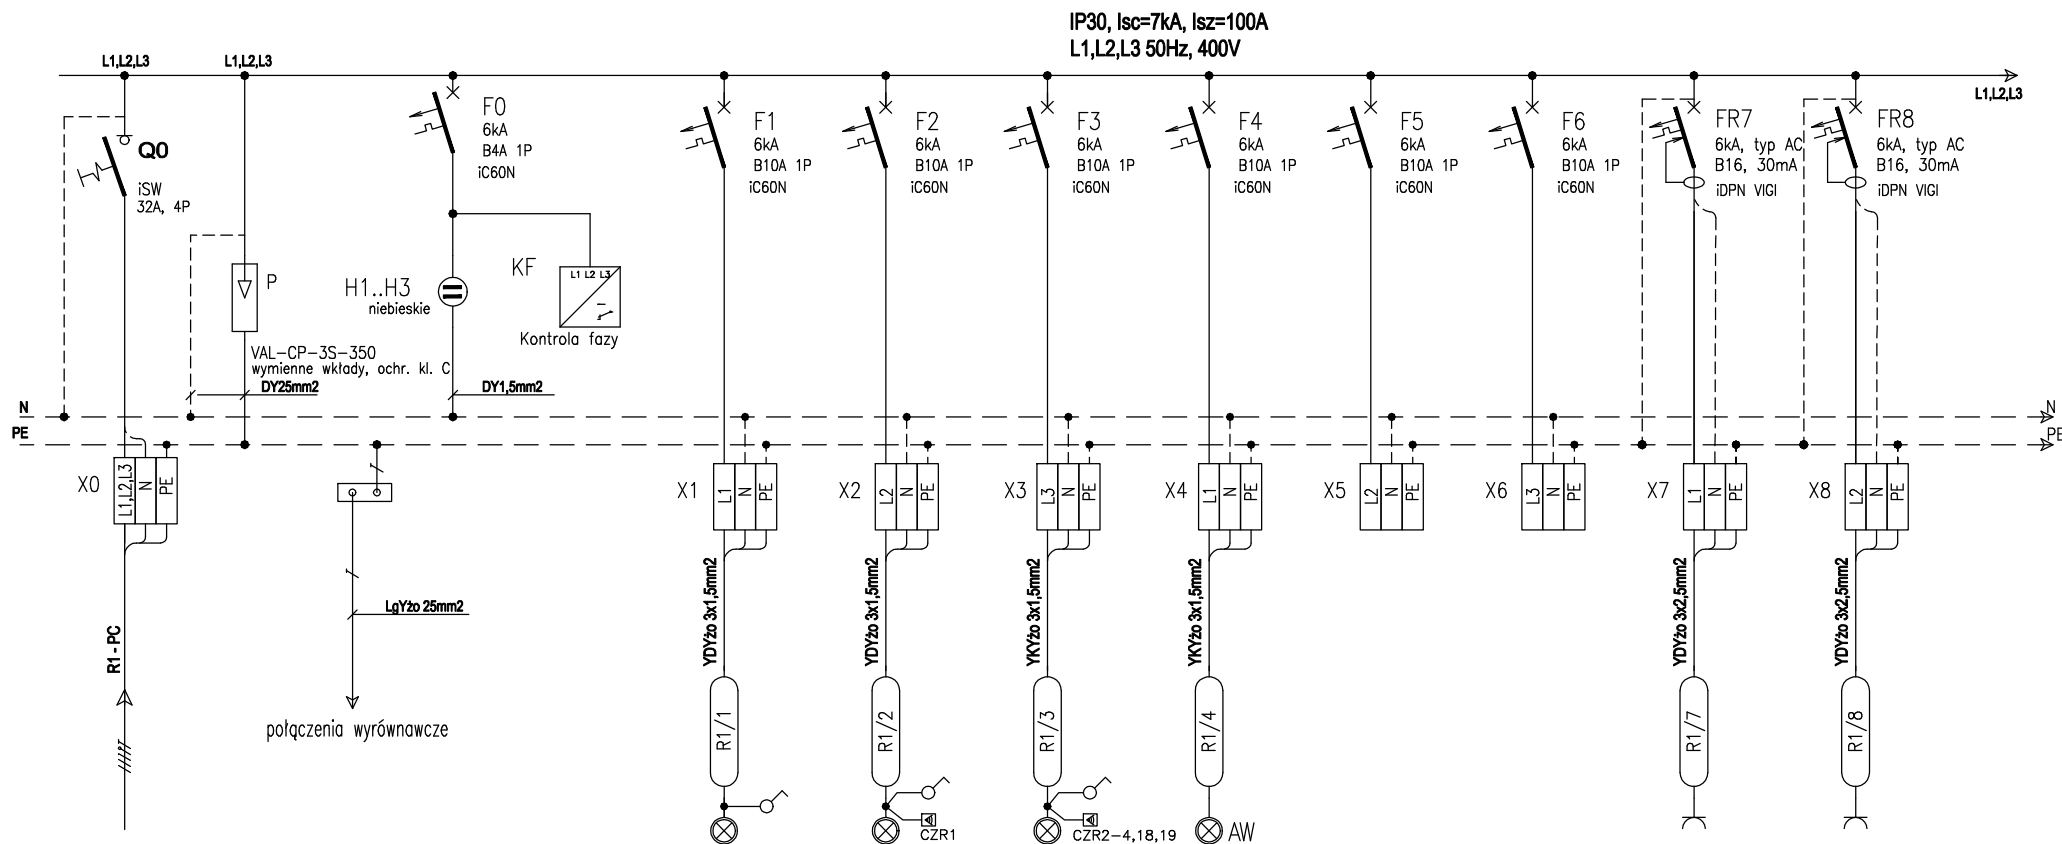 IP30, Isc=7kA, Isz=100A
L1,L2,L3 50Hz, 400V
L1,L2,L3
L1,L2,L3
L1,L2,L3
Q0
iSW
32A, 4P
P
VAL-CP-3S-350
wymienne wkłady, ochr. kl. C
DY25mm2
F0
6kA
B4A 1P
iC60N
H1..H3
niebieskie
KF
L1 L2 L3
Kontrola fazy
DY1,5mm2
F1
6kA
B10A 1P
iC60N
F2
6kA
B10A 1P
iC60N
F3
6kA
B10A 1P
iC60N
F4
6kA
B10A 1P
iC60N
F5
6kA
B10A 1P
iC60N
F6
6kA
B10A 1P
iC60N
FR7
6kA, typ AC
B16, 30mA
iDPN VIGI
FR8
6kA, typ AC
B16, 30mA
iDPN VIGI
N
PE
N
PE
X0
L1,L2,L3
N
PE
X1
L1
N
PE
X2
L2
N
PE
X3
L3
N
PE
X4
L1
N
PE
X5
L2
N
PE
X6
L3
N
PE
X7
L1
N
PE
X8
L2
N
PE
R1 - PC
LgYżo 25mm2
połączenia wyrównawcze
YDYżo 3x1,5mm2
YDYżo 3x1,5mm2
YKYżo 3x1,5mm2
YKYżo 3x1,5mm2
YDYżo 3x2,5mm2
YDYżo 3x2,5mm2
R1/1
R1/2
R1/3
R1/4
R1/7
R1/8
CZR1
CZR2-4,18,19
AW